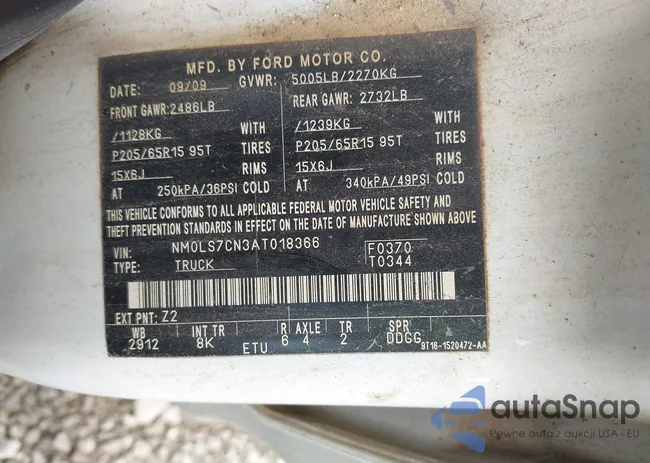 MFD. BY FORD MOTOR CO.
DATE: 09/09 GVWR: 5005LB/2270KG
FRONT GAWR: 2486LB REAR GAWR: 2732LB
/1128KG WITH /1239KG WITH
P205/65R15 95T TIRES P205/65R15 95T TIRES
15X6J RIMS 15X6J RIMS
AT 250kPA/36PSI COLD AT 340kPA/49PSI COLD
THIS VEHICLE CONFORMS TO ALL APPLICABLE FEDERAL MOTOR VEHICLE SAFETY AND
THEFT PREVENTION STANDARDS IN EFFECT ON THE DATE OF MANUFACTURE SHOWN ABOVE.
VIN: NM0LS7CN3AT018366 F0370
TYPE: TRUCK T0344
EXT PNT: Z2
WB INT TR R AXLE TR SPR
2912 8K 6 4 2 DDGG
ETU 9T16-1520472-AA
autaSnap
Pewne auto z aukcji USA i EU